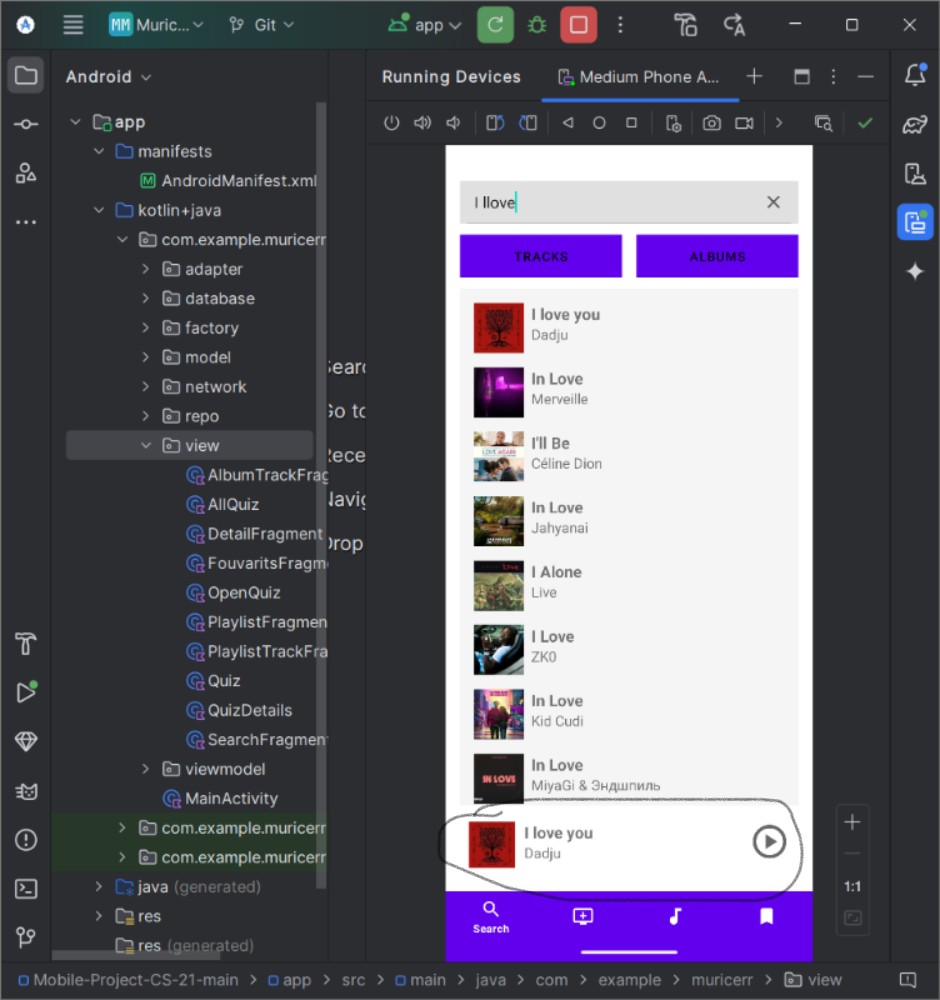 MM Muric... Git app
Android
Running Devices Medium Phone A...
app
manifests
AndroidManifest.xml
kotlin+java
com.example.muricerr
adapter
database
factory
model
network
repo
view
AlbumTrackFrag
AllQuiz
DetailFragment
FouvaritsFragm
OpenQuiz
PlaylistFragmen
PlaylistTrackFra
Quiz
QuizDetails
SearchFragment
viewmodel
MainActivity
com.example.muricerr
com.example.muricerr
java (generated)
res
res (generated)
Sear
Go to
Rece
Navig
Drop
I llove
TRACKS ALBUMS
I love you
Dadju
In Love
Merveille
I'll Be
Céline Dion
In Love
Jahyanai
I Alone
Live
I Love
ZK0
In Love
Kid Cudi
IN LOVE
In Love
MiyaGi & Эндшпиль
I love you
Dadju
Search
1:1
Mobile-Project-CS-21-main > app > src > main > java > com > example > muricerr > view